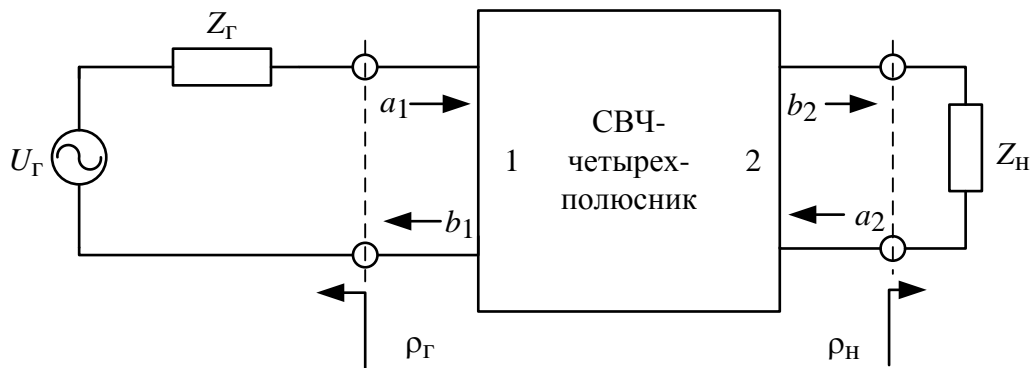 Zг
a1
b2
Uг
1
СВЧ-
четырех-
полюсник
2
Zн
b1
a2
ρг
ρн